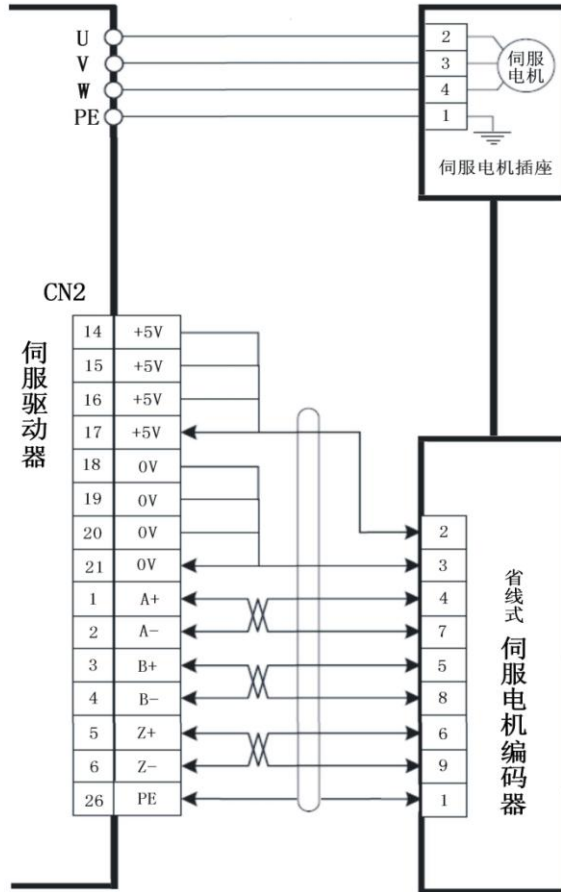 U
V
W
PE
2
3
4
1
伺服
电机
伺服电机插座
CN2
伺服驱动器
14 +5V
15 +5V
16 +5V
17 +5V
18 0V
19 0V
20 0V
21 0V
1 A+
2 A-
3 B+
4 B-
5 Z+
6 Z-
26 PE
2
3
4
7
5
8
6
9
1
省线式
伺服电机编码器